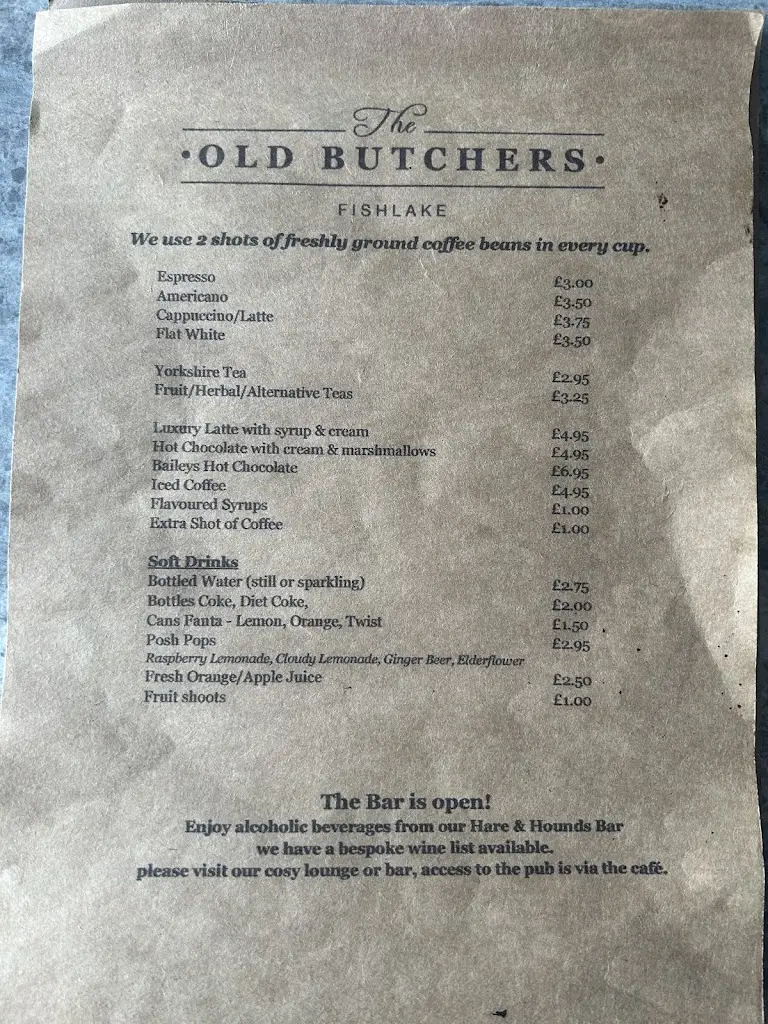 The
• OLD BUTCHERS •
FISHLAKE
We use 2 shots of freshly ground coffee beans in every cup.
Espresso £3.00
Americano £3.50
Cappuccino/Latte £3.75
Flat White £3.50
Yorkshire Tea £2.95
Fruit/Herbal/Alternative Teas £3.25
Luxury Latte with syrup & cream £4.95
Hot Chocolate with cream & marshmallows £4.95
Baileys Hot Chocolate £6.95
Iced Coffee £4.95
Flavoured Syrups £1.00
Extra Shot of Coffee £1.00
Soft Drinks
Bottled Water (still or sparkling) £2.75
Bottles Coke, Diet Coke, £2.00
Cans Fanta - Lemon, Orange, Twist £1.50
Posh Pops £2.95
Raspberry Lemonade, Cloudy Lemonade, Ginger Beer, Elderflower
Fresh Orange/Apple Juice £2.50
Fruit shoots £1.00
The Bar is open!
Enjoy alcoholic beverages from our Hare & Hounds Bar
we have a bespoke wine list available.
please visit our cosy lounge or bar, access to the pub is via the café.